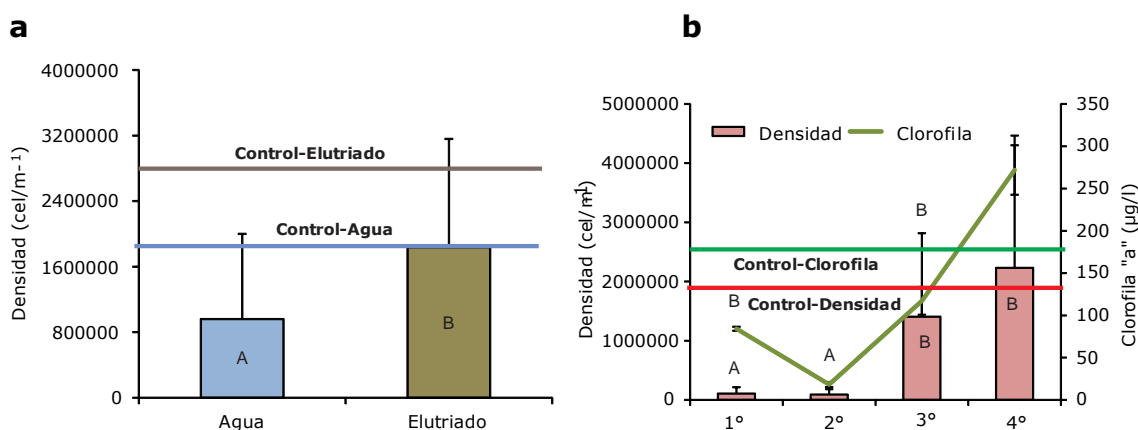 a
4000000
3200000
2400000
1600000
800000
0
Densidad (cel/m-¹)
Control-Elutriado
Control-Agua
A
B
Agua
Elutriado
b
5000000
4000000
3000000
2000000
1000000
0
Densidad (cel/m-¹)
Densidad
Clorofila
350
300
250
200
150
100
50
0
Clorofila "a" (µg/l)
Control-Clorofila
Control-Densidad
B
A
A
B
B
B
1°
2°
3°
4°